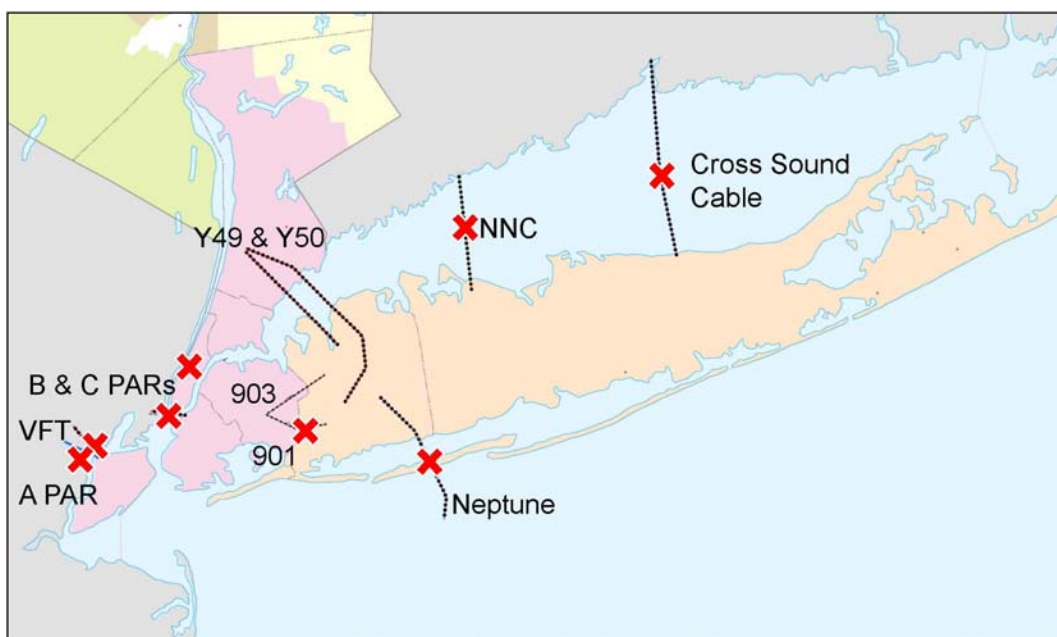 Cross Sound
Cable
NNC
Y49 & Y50
B & C PARs
903
VFT
901
A PAR
Neptune